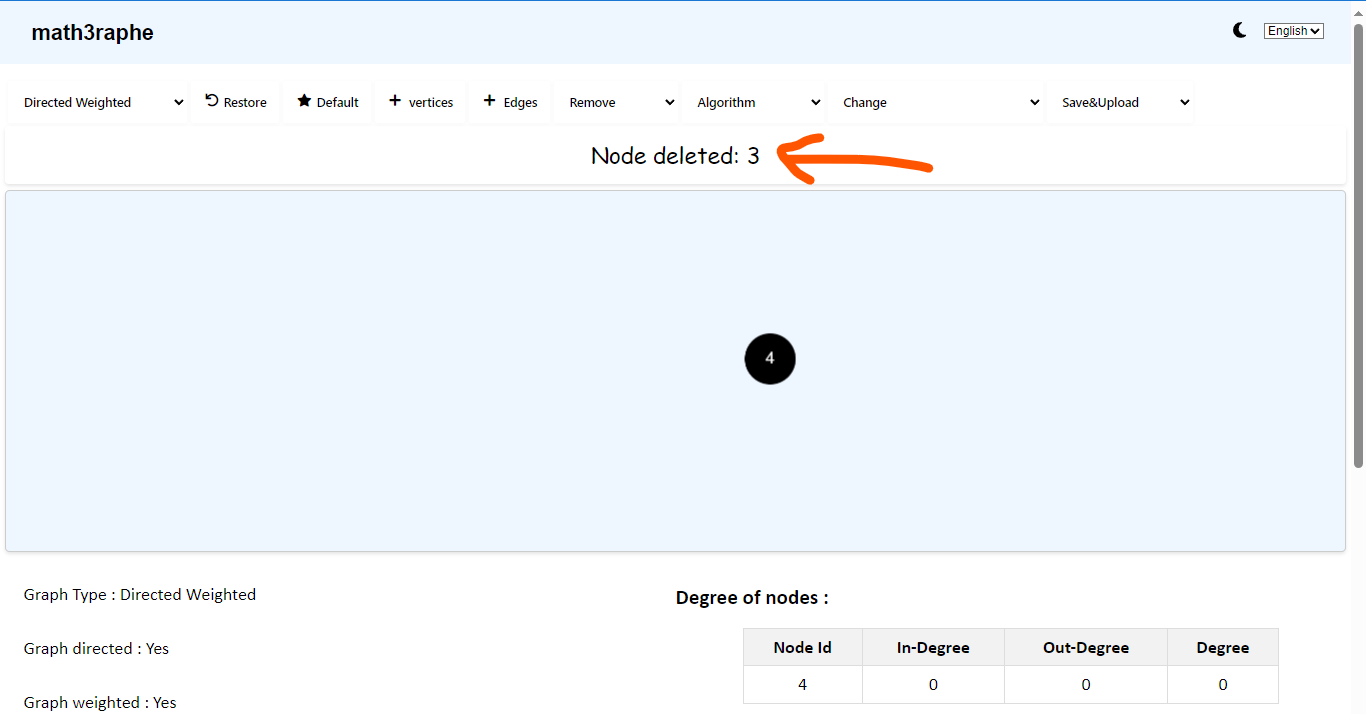 math3raphe
English
Directed Weighted Restore Default + vertices + Edges Remove Algorithm Change Save&Upload
Node deleted: 3
4
Graph Type : Directed Weighted
Graph directed : Yes
Graph weighted : Yes
Degree of nodes :
Node Id In-Degree Out-Degree Degree
4 0 0 0